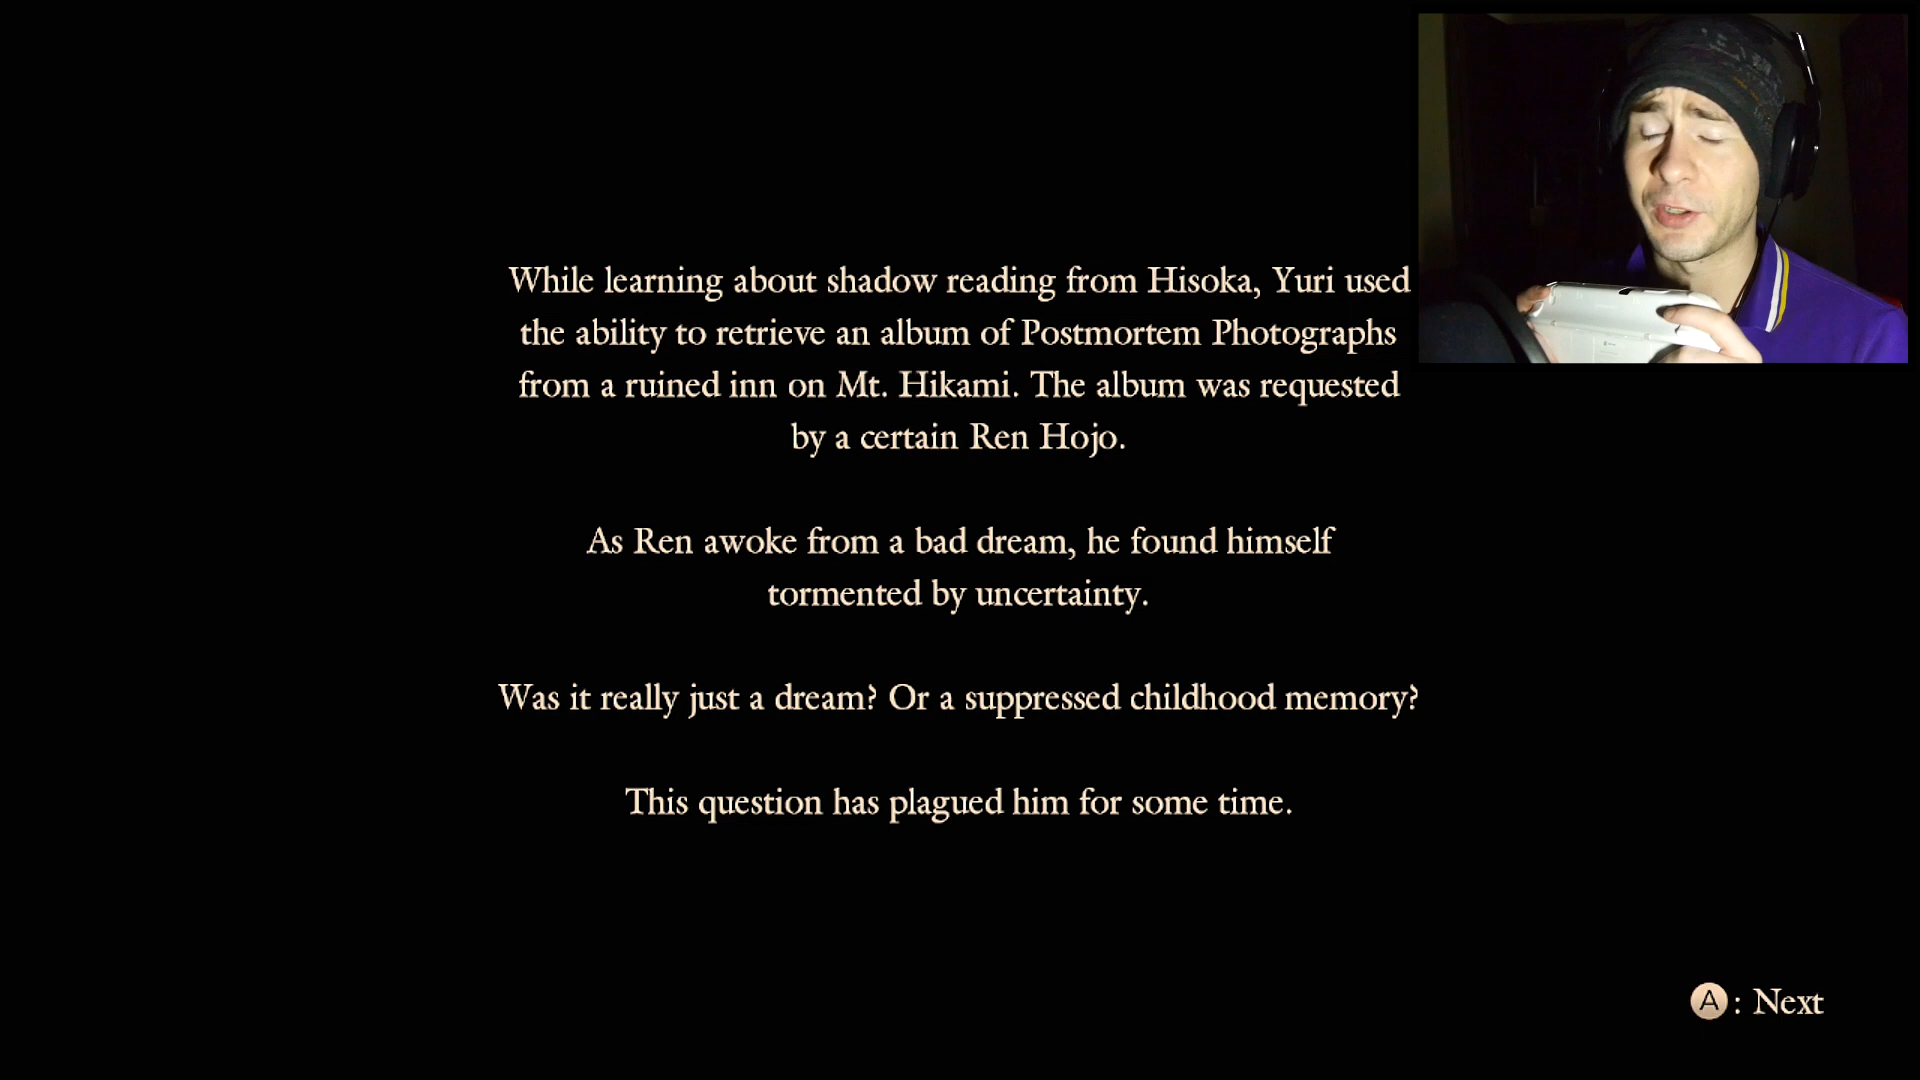 While learning about shadow reading from Hisoka, Yuri used
the ability to retrieve an album of Postmortem Photographs
from a ruined inn on Mt. Hikami. The album was requested
by a certain Ren Hojo.
As Ren awoke from a bad dream, he found himself
tormented by uncertainty.
Was it really just a dream? Or a suppressed childhood memory?
This question has plagued him for some time.
A : Next